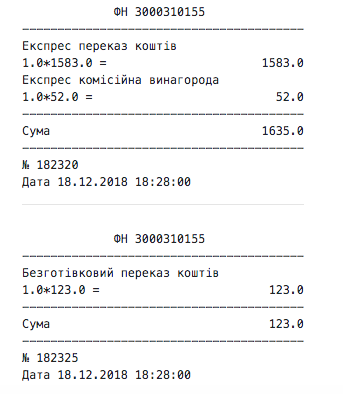 ФН 3000310155
Експрес переказ коштів
1.0*1583.0 = 1583.0
Експрес комісійна винагорода
1.0*52.0 = 52.0
Сума 1635.0
№ 182320
Дата 18.12.2018 18:28:00
ФН 3000310155
Безготівковий переказ коштів
1.0*123.0 = 123.0
Сума 123.0
№ 182325
Дата 18.12.2018 18:28:00